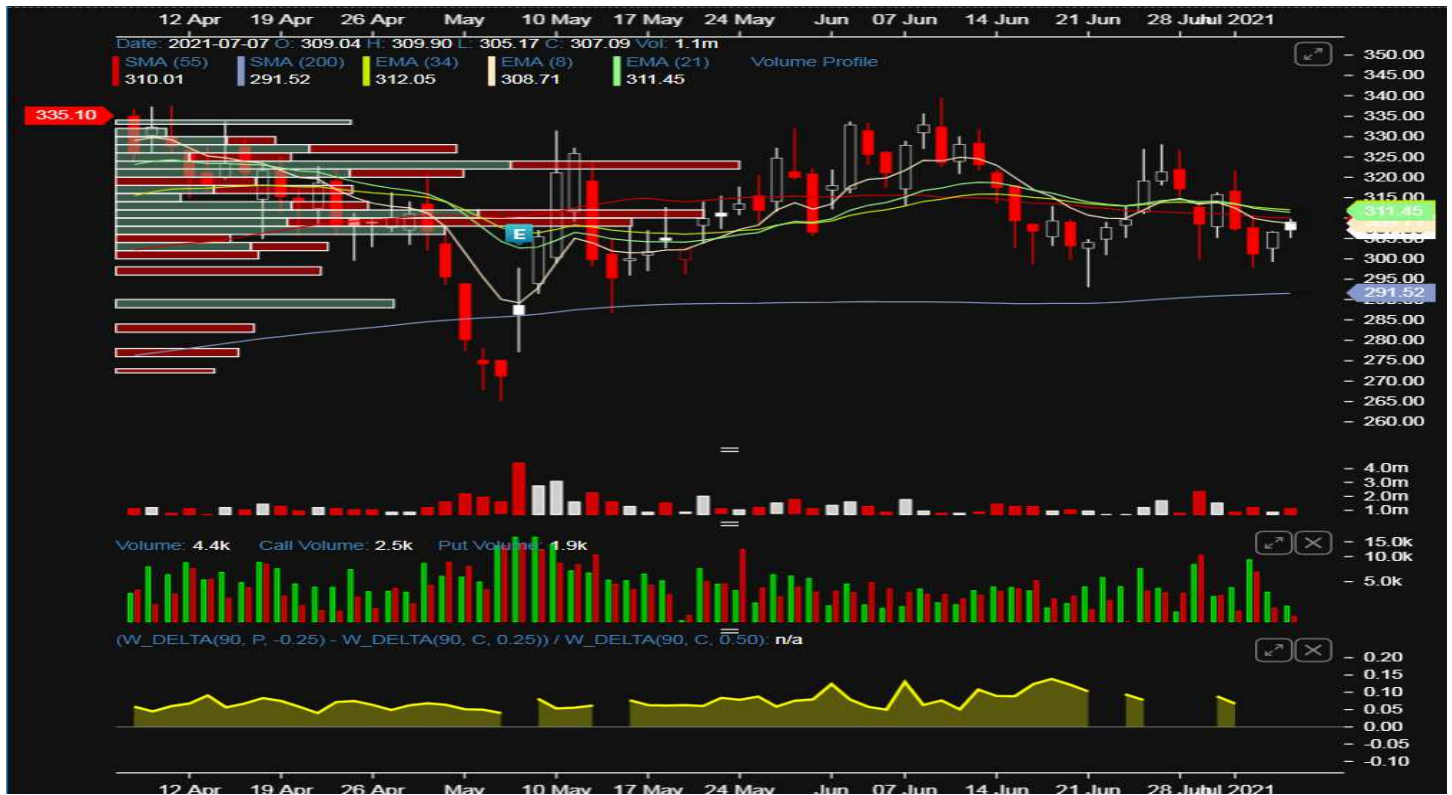 12 Apr 19 Apr 26 Apr May 10 May 17 May 24 May Jun 07 Jun 14 Jun 21 Jun 28 Jun Jul 2021
Date: 2021-07-07 O: 309.04 H: 309.90 L: 305.17 C: 307.09 Vol: 1.1m
SMA (55) SMA (200) EMA (34) EMA (8) EMA (21) Volume Profile
310.01 291.52 312.05 308.71 311.45
350.00
345.00
340.00
335.10
335.00
330.00
325.00
320.00
315.00
311.45
305.00
E
300.00
295.00
291.52
285.00
280.00
275.00
270.00
265.00
260.00
4.0m
3.0m
2.0m
1.0m
Volume: 4.4k Call Volume: 2.5k Put Volume: 1.9k
15.0k
10.0k
5.0k
(W_DELTA(90, P, -0.25) - W_DELTA(90, C, 0.25)) / W_DELTA(90, C, 0.50): n/a
0.20
0.15
0.10
0.05
0.00
-0.05
-0.10
12 Apr 19 Apr 26 Apr May 10 May 17 May 24 May Jun 07 Jun 14 Jun 21 Jun 28 Jun Jul 2021